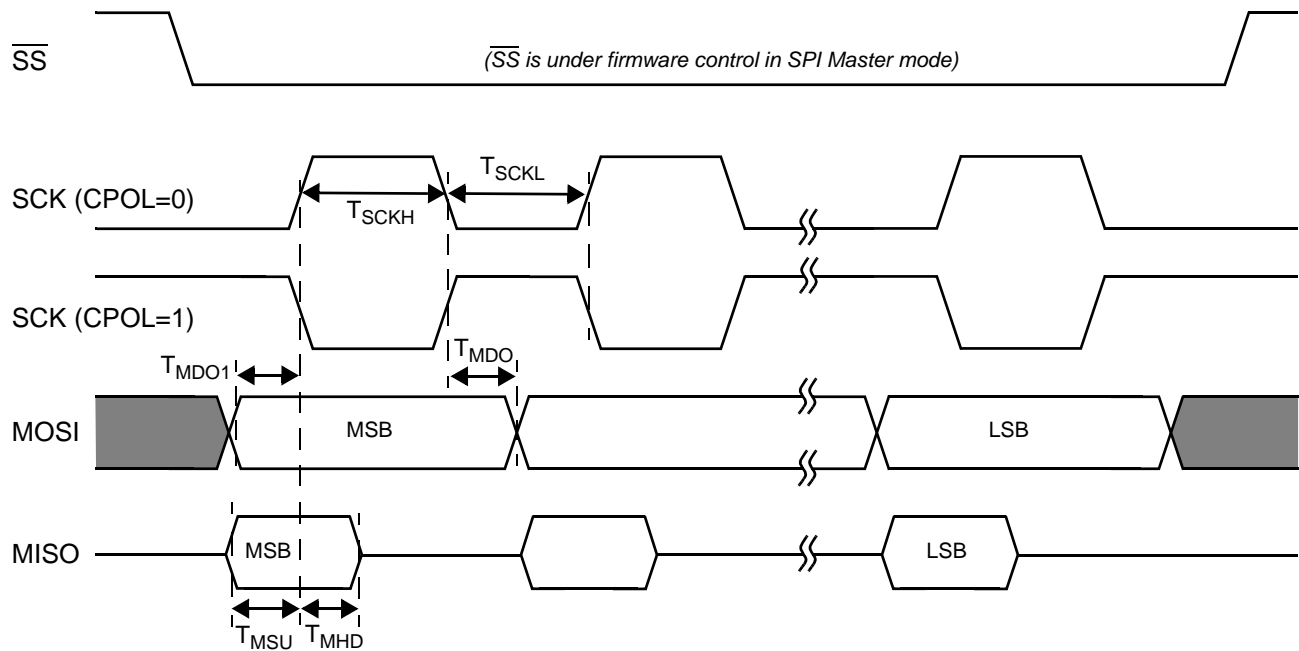 SS
(SS is under firmware control in SPI Master mode)
SCK (CPOL=0)
TSCKH
TSCKL
SCK (CPOL=1)
TMDO1
TMDO
MOSI
MSB
LSB
MISO
MSB
LSB
TMSU
TMHD